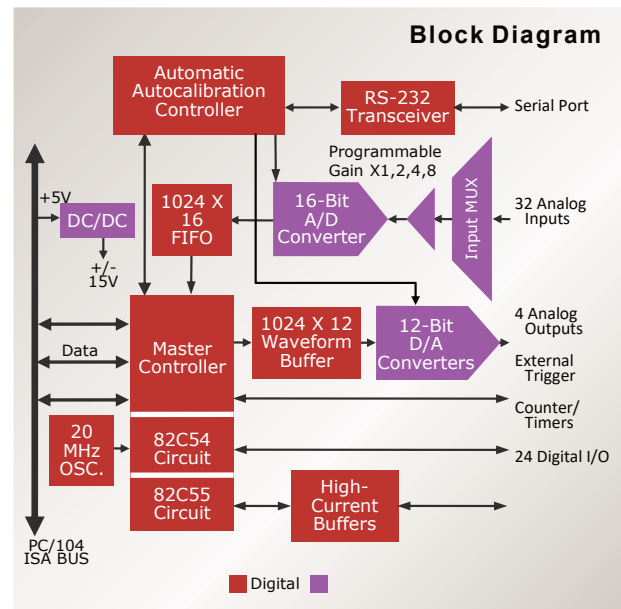 Block Diagram
Automatic
Autocalibration
Controller
RS-232
Transceiver
Serial Port
Programmable
Gain X1,2,4,8
+5V
DC/DC
+/-
15V
1024 X
16
FIFO
16-Bit
A/D
Converter
Input MUX
32 Analog
Inputs
Data
Master
Controller
1024 X 12
Waveform
Buffer
12-Bit
D/A
Converters
4 Analog
Outputs
External
Trigger
Counter/
Timers
20
MHz
OSC.
82C54
Circuit
24 Digital I/O
82C55
Circuit
High-
Current
Buffers
PC/104
ISA BUS
Digital